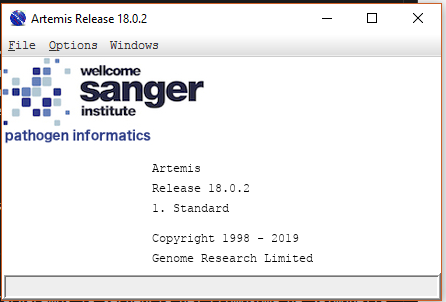 Artemis Release 18.0.2
File Options Windows
wellcome
sanger
institute
pathogen informatics
Artemis
Release 18.0.2
1. Standard
Copyright 1998 - 2019
Genome Research Limited